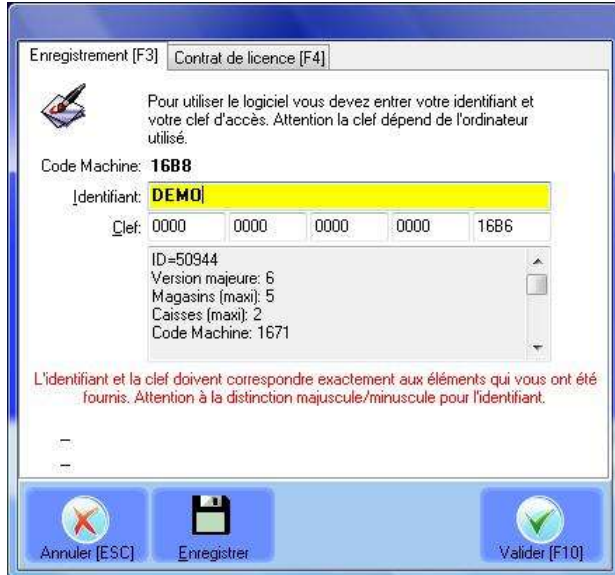 Enregistrement [F3] Contrat de licence [F4]
Pour utiliser le logiciel vous devez entrer votre identifiant et
votre clef d'accès. Attention la clef dépend de l'ordinateur
utilisé.
Code Machine: 16B8
Identifiant: DEMO
Clef: 0000 0000 0000 0000 16B6
ID=50944
Version majeure: 6
Magasins (maxi): 5
Caisses (maxi): 2
Code Machine: 1671
L'identifiant et la clef doivent correspondre exactement aux éléments qui vous ont été
fournis. Attention à la distinction majuscule/minuscule pour l'identifiant.
Annuler [ESC] Enregistrer Valider [F10]